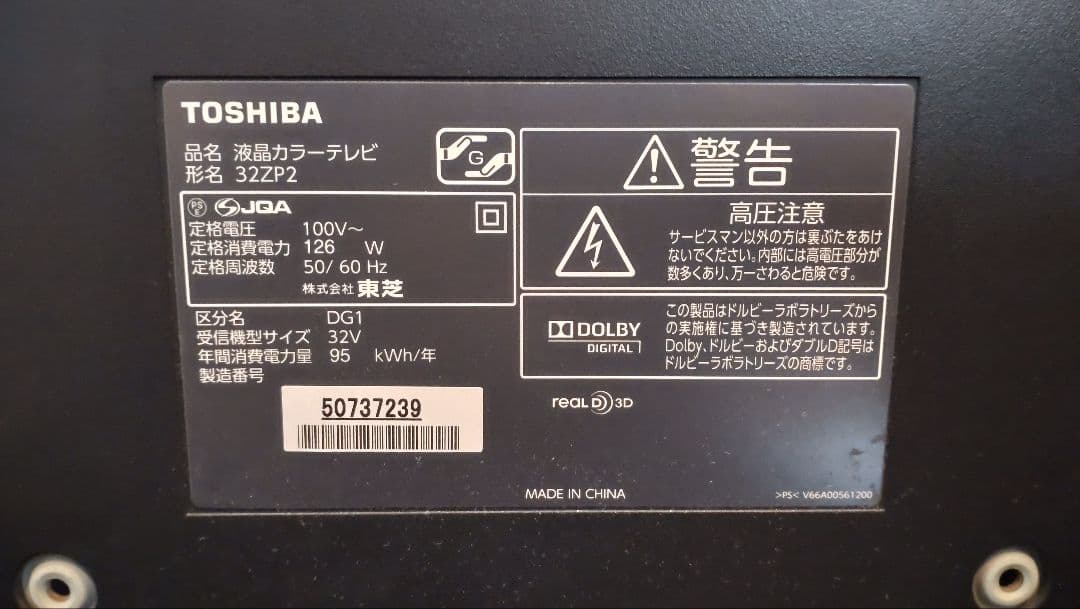 TOSHIBA
品名 液晶カラーテレビ
形名 32ZP2
G
PS
E
JQA
定格電圧 100V～
定格消費電力 126 W
定格周波数 50/60 Hz
株式会社 東芝
区分名 DG1
受信機型サイズ 32V
年間消費電力量 95 kWh/年
製造番号
50737239
警告
高圧注意
サービスマン以外の方は裏ぶたをあけ
ないでください。内部には高電圧部分が
数多くあり、万一さわると危険です。
DOLBY
DIGITAL
この製品はドルビーラボラトリーズから
の実施権に基づき製造されています。
Dolby、ドルビーおよびダブルD記号は
ドルビーラボラトリーズの商標です。
REAL D 3D
MADE IN CHINA
>PS< V66A00561200